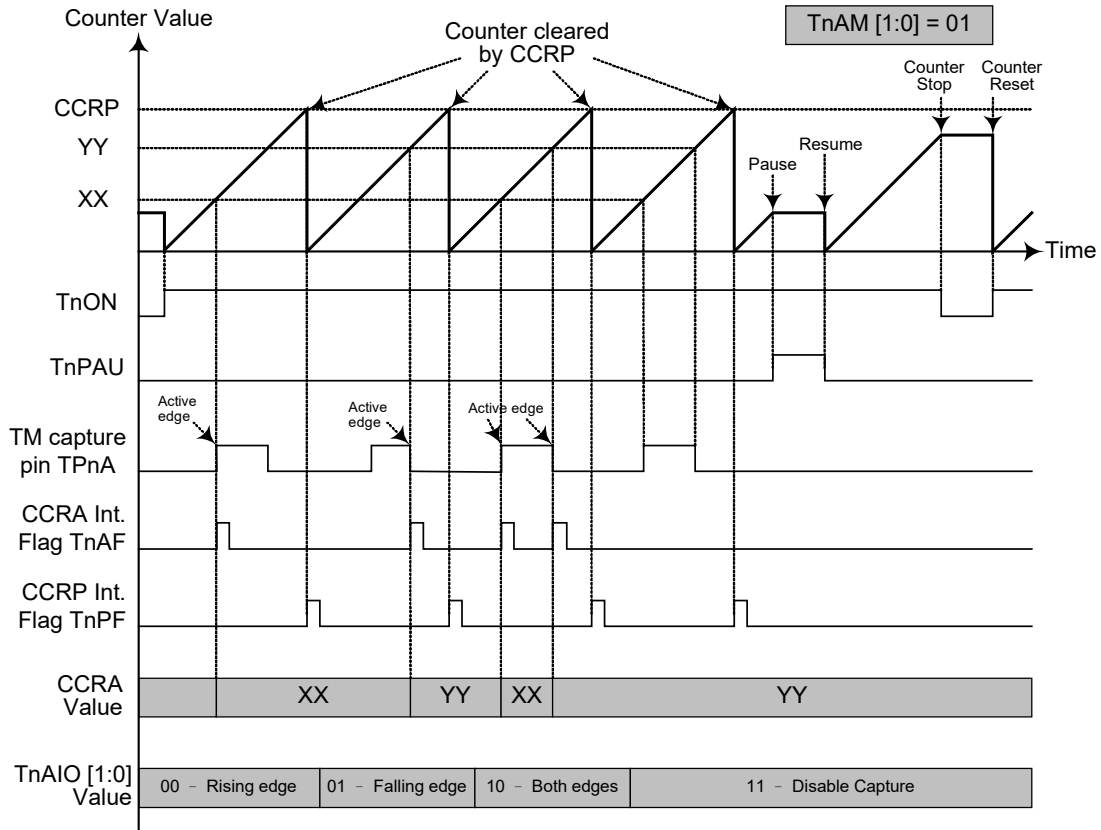 Counter Value
TnAM [1:0] = 01
Counter cleared
by CCRP
Counter
Stop
Counter
Reset
CCRP
YY
XX
Pause
Resume
Time
TnON
TnPAU
Active
edge
Active
edge
Active edge
TM capture
pin TPnA
CCRA Int.
Flag TnAF
CCRP Int.
Flag TnPF
CCRA
Value
XX
YY
XX
YY
TnAIO [1:0]
Value
00 - Rising edge
01 - Falling edge
10 - Both edges
11 - Disable Capture